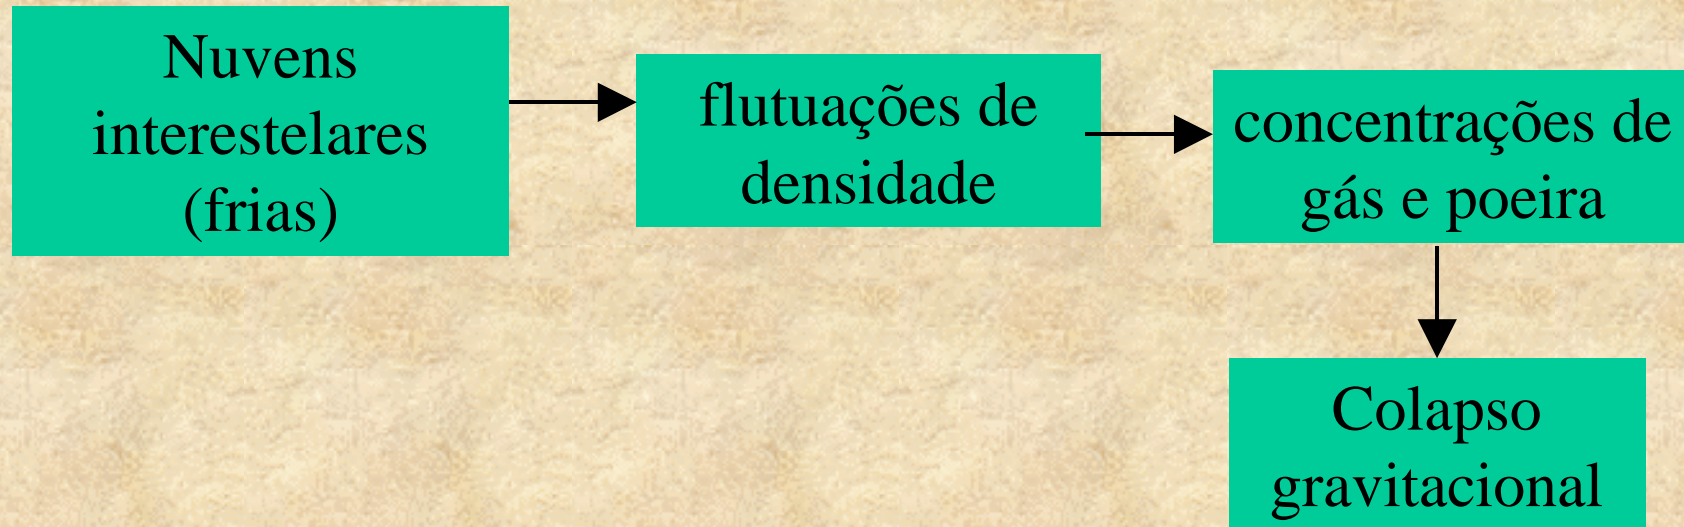 Nuvens
interestelares
(frias)
flutuações de
densidade
concentrações de
gás e poeira
Colapso
gravitacional